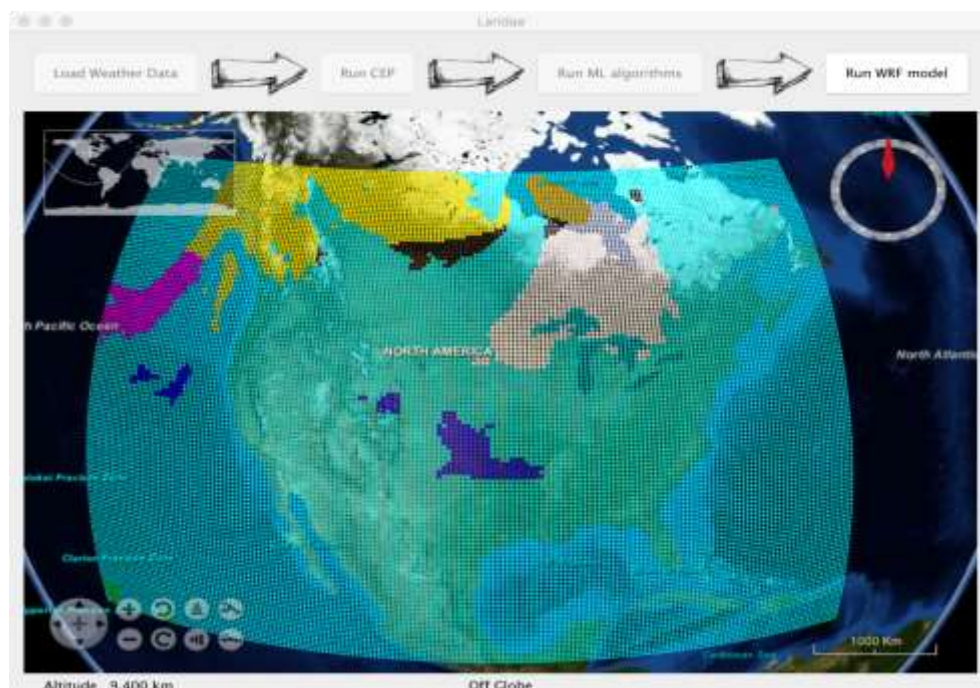 Load Weather Data
Run CEP
Run ML algorithms
Run WRF model
h Pacific Ocean
NORTH AMERICA
North Atlantic
1000 Km
Altitude 9,400 km
Off Globe